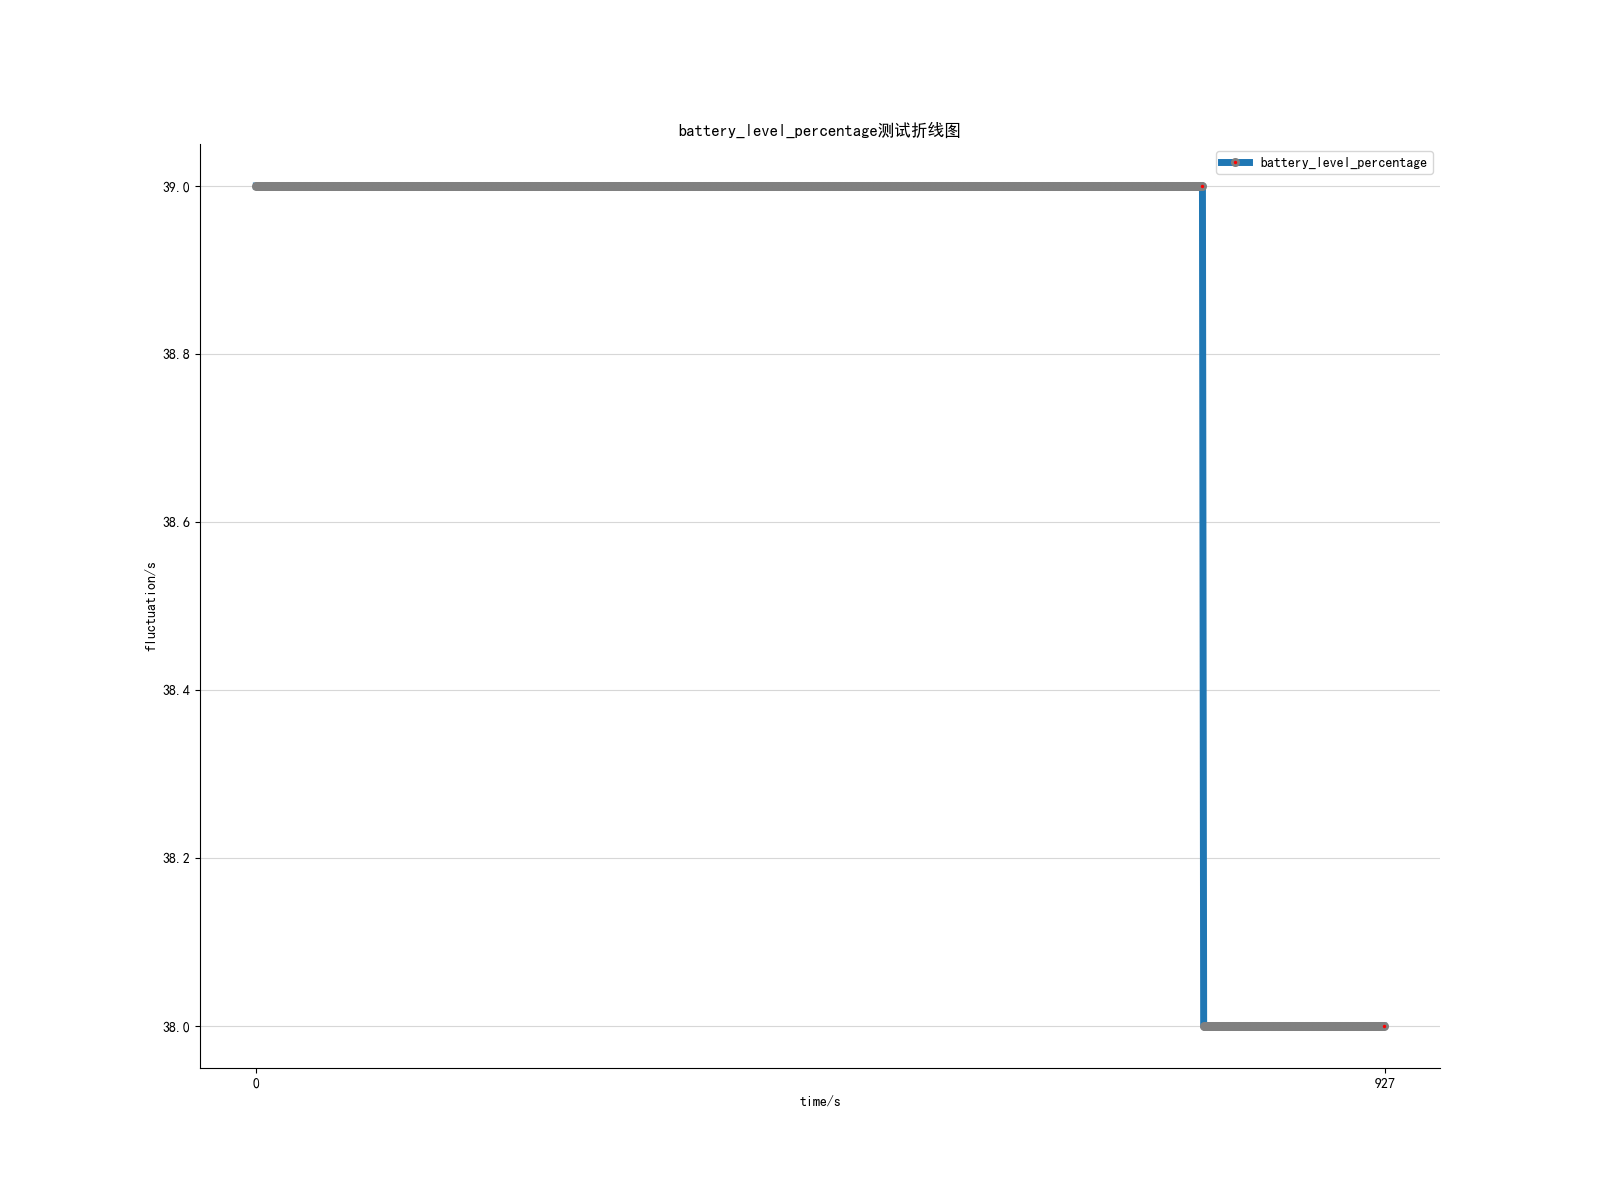 battery_level_percentage测试折线图
battery_level_percentage
39.0
38.8
38.6
38.4
38.2
38.0
fluctuation/s
0
927
time/s